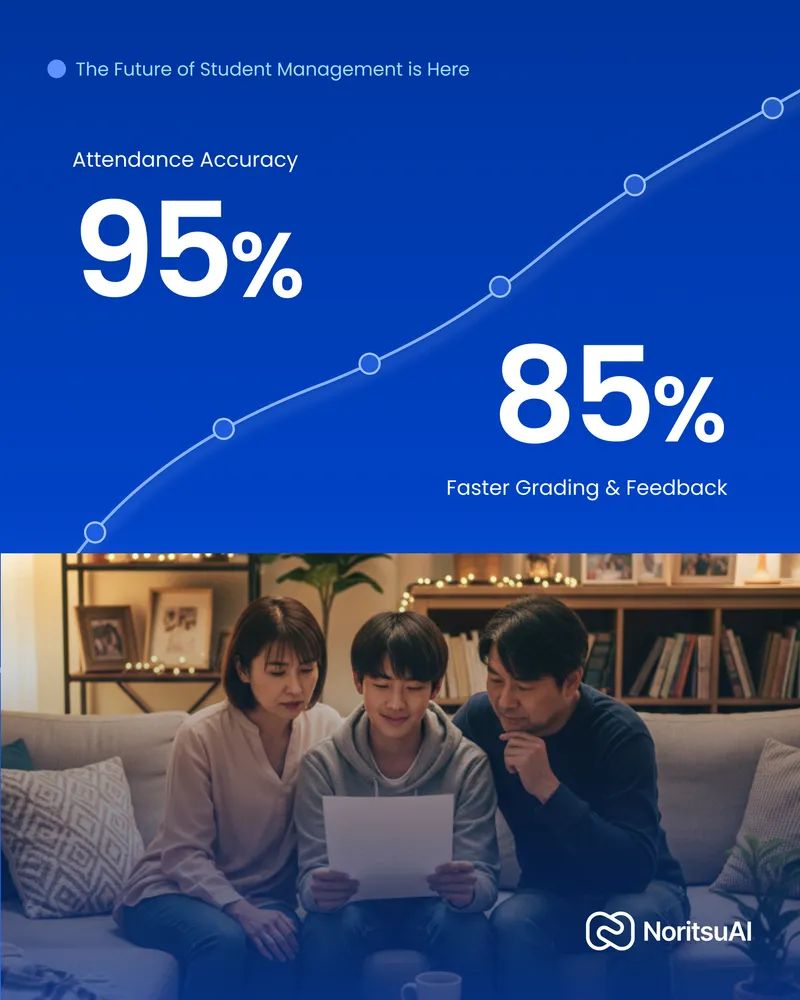 The Future of Student Management is Here
Attendance Accuracy
95%
85%
Faster Grading & Feedback
NoritsuAI